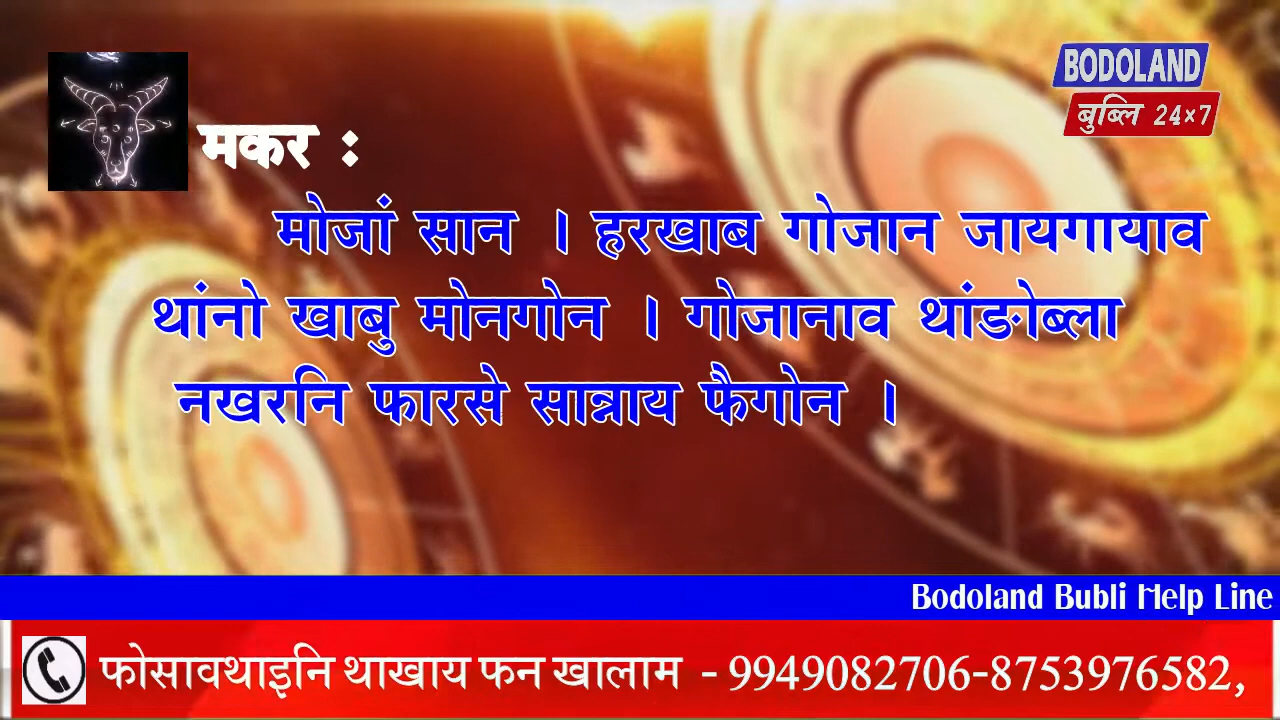 BODOLAND
बुब्लि 24×7
मकर :
मोजां सान । हरखाब गोजान जायगायाव
थांनो खाबु मोनगोन । गोजानाव थांङोब्ला
नखरनि फारसे सान्नाय फैगोन ।
Bodoland Bubli Help Line
फोसावथाइनि थाखाय फन खालाम - 9949082706-8753976582,